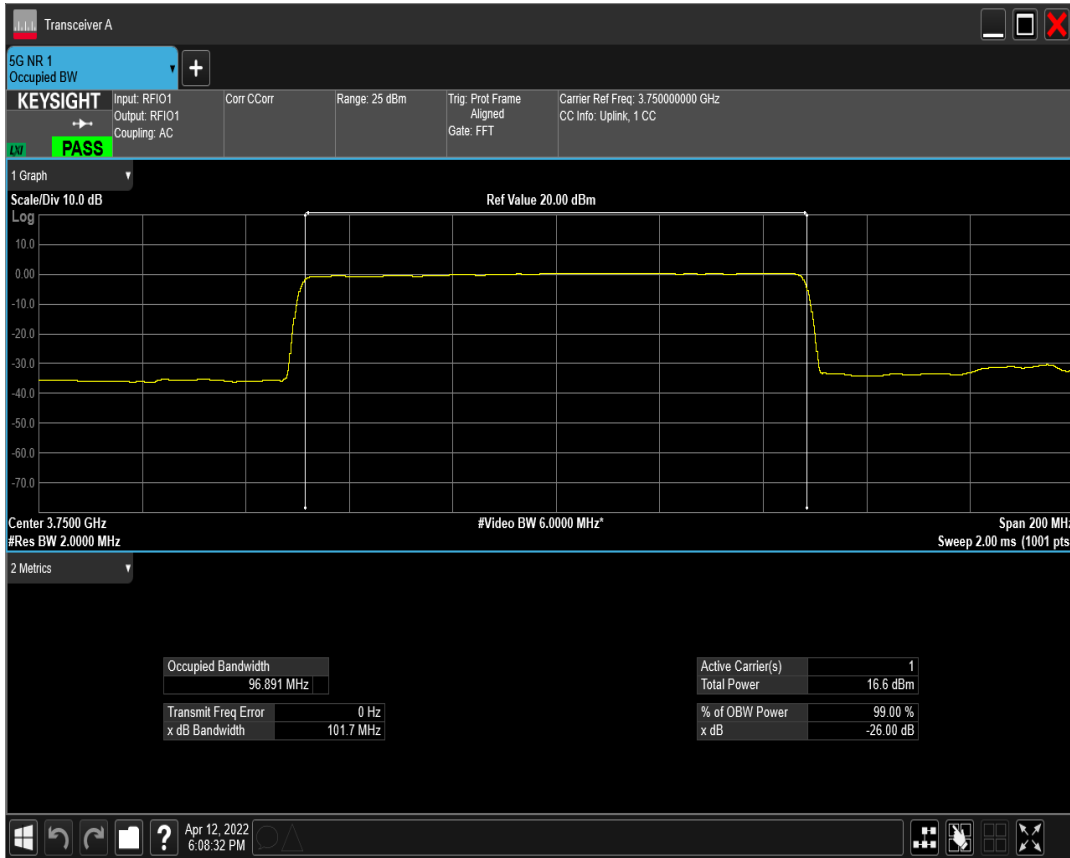 Transceiver A
5G NR 1
Occupied BW
KEYSIGHT
LXI
PASS
Input: RFIO1
Output: RFIO1
Coupling: AC
Corr CCorr
Range: 25 dBm
Trig: Prot Frame
Aligned
Gate: FFT
Carrier Ref Freq: 3.750000000 GHz
CC Info: Uplink, 1 CC
1 Graph
Scale/Div 10.0 dB
Ref Value 20.00 dBm
Log
10.0
0.00
-10.0
-20.0
-30.0
-40.0
-50.0
-60.0
-70.0
Center 3.7500 GHz
#Video BW 6.0000 MHz*
Span 200 MHz
#Res BW 2.0000 MHz
Sweep 2.00 ms (1001 pts
2 Metrics
Occupied Bandwidth
96.891 MHz
Transmit Freq Error 0 Hz
x dB Bandwidth 101.7 MHz
Active Carrier(s) 1
Total Power 16.6 dBm
% of OBW Power 99.00 %
x dB -26.00 dB
?
Apr 12, 2022
6:08:32 PM